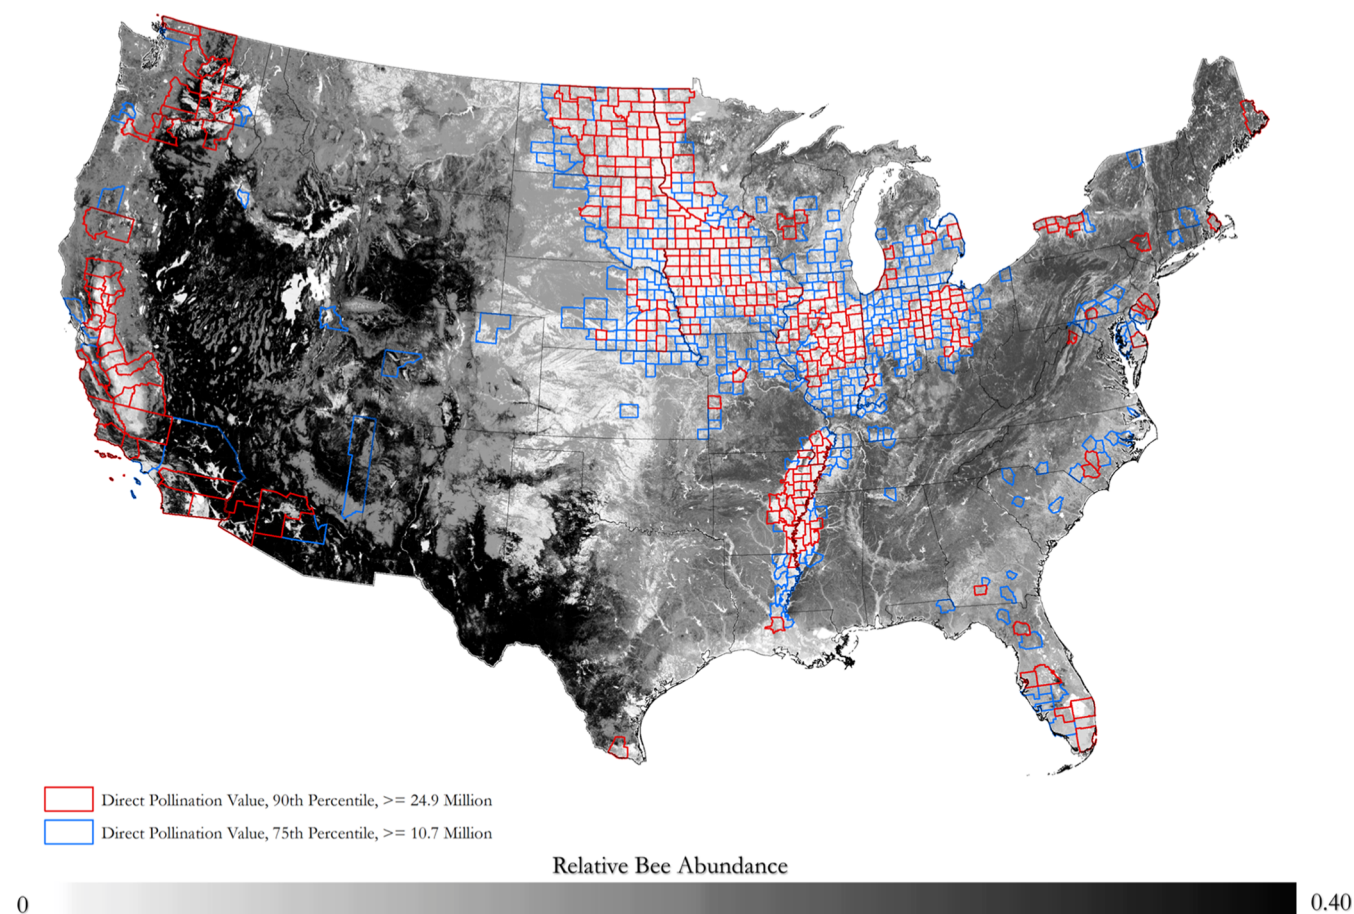 Direct Pollination Value, 90th Percentile, >= 24.9 Million
Direct Pollination Value, 75th Percentile, >= 10.7 Million
Relative Bee Abundance
0
0.40